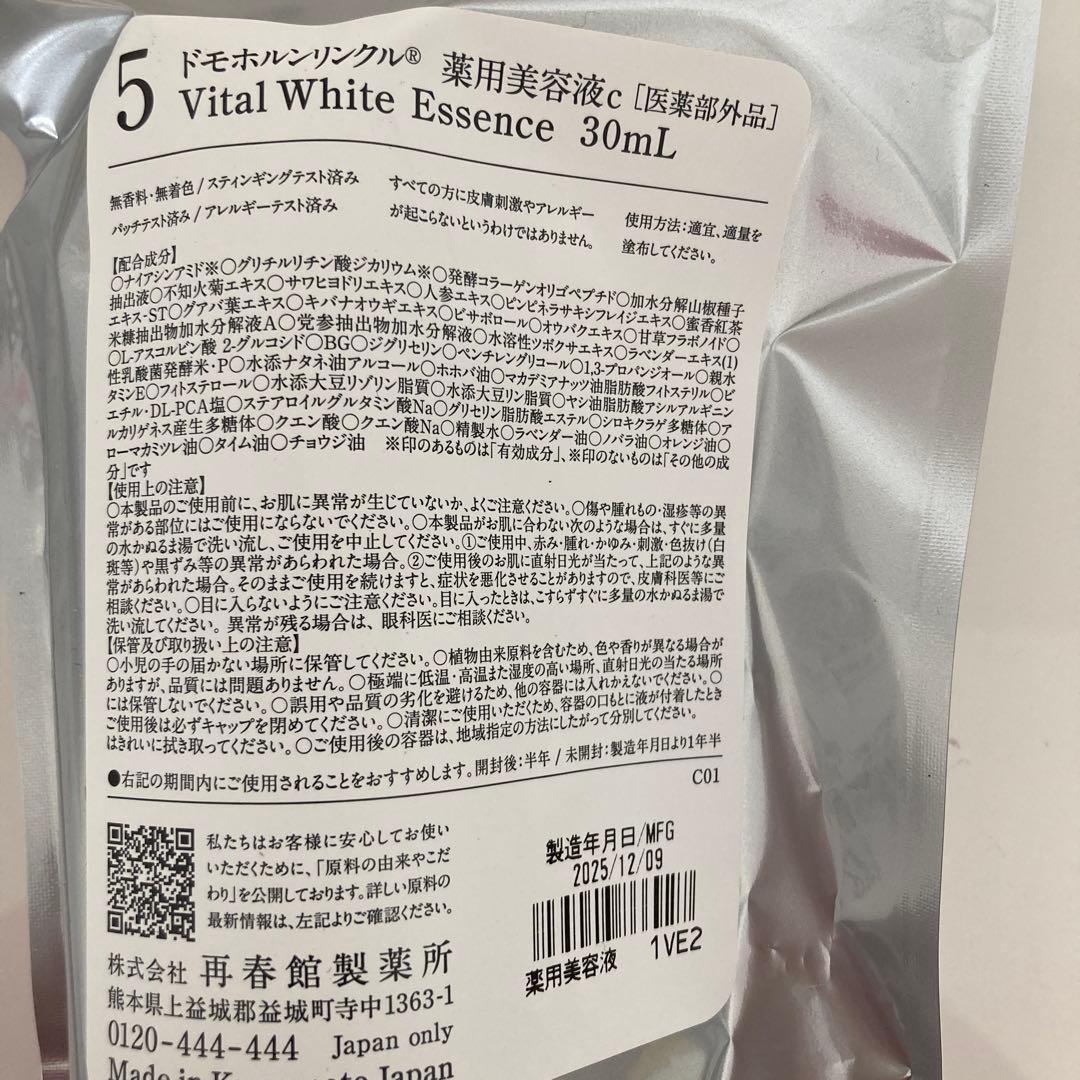 5 ドモホルンリンクル® 薬用美容液c [医薬部外品]
Vital White Essence 30mL
無香料・無着色 / スティンギングテスト済み
パッチテスト済み / アレルギーテスト済み
すべての方に皮膚刺激やアレルギー
が起こらないというわけではありません。
使用方法:適宜、適量を
塗布してください。
【配合成分】
○ナイアシンアミド※○グリチルリチン酸ジカリウム※○発酵コラーゲンオリゴペプチド○加水分解山椒種子
抽出液○不知火菊エキス○サワヒヨドリエキス○人参エキス○ピンピネラサキシフレイジエキス○蜜香紅茶
エキス-ST○グアバ葉エキス○キバナオウギエキス○ビサボロール○オウバクエキス○甘草フラボノイド○
米糠抽出物加水分解液A○党参抽出物加水分解液○水溶性ツボクサエキス○ラベンダーエキス(1)
○L-アスコルビン酸 2-グルコシド○BG○ジグリセリン○ペンチレングリコール○1,3-プロパンジオール○親水
性乳酸菌発酵米・P○水添ナタネ油アルコール○ホホバ油○マカデミアナッツ油脂肪酸フィトステリル○ビ
タミンE○フィトステロール○水添大豆リゾリン脂質○水添大豆リン脂質○ヤシ油脂肪酸アシルアルギニン
エチル・DL-PCA塩○ステアロイルグルタミン酸Na○グリセリン脂肪酸エステル○シロキクラゲ多糖体○ア
ルカリゲネス産生多糖体○クエン酸○クエン酸Na○精製水○ラベンダー油○ノバラ油○オレンジ油○
ローマカミツレ油○タイム油○チョウジ油 ※印のあるものは「有効成分」、※印のないものは「その他の成
分」です
【使用上の注意】
○本製品のご使用前に、お肌に異常が生じていないか、よくご注意ください。○傷や腫れもの・湿疹等の異
常がある部位にはご使用にならないでください。○本製品がお肌に合わない次のような場合は、すぐに多量
の水かぬるま湯で洗い流し、ご使用を中止してください。①ご使用中、赤み・腫れ・かゆみ・刺激・色抜け(白
斑等)や黒ずみ等の異常があらわれた場合。②ご使用後のお肌に直射日光が当たって、上記のような異
常があらわれた場合。そのままご使用を続けますと、症状を悪化させることがありますので、皮膚科医等にご
相談ください。○目に入らないようにご注意ください。目に入ったときは、こすらずすぐに多量の水かぬるま湯で
洗い流してください。異常が残る場合は、眼科医にご相談ください。
【保管及び取り扱い上の注意】
○小児の手の届かない場所に保管してください。○植物由来原料を含むため、色や香りが異なる場合が
ありますが、品質には問題ありません。○極端に低温・高温また湿度の高い場所、直射日光の当たる場所
には保管しないでください。○誤用や品質の劣化を避けるため、他の容器には入れかえないでください。○
ご使用後は必ずキャップを閉めてください。○清潔にご使用いただくため、容器の口もとに液が付着したとき
はきれいに拭き取ってください。○ご使用後の容器は、地域指定の方法にしたがって分別してください。
●右記の期間内にご使用されることをおすすめします。開封後:半年 / 未開封:製造年月日より1年半
C01
私たちはお客様に安心してお使い
いただくために、「原料の由来やこだ
わり」を公開しております。詳しい原料の
最新情報は、左記よりご確認ください。
製造年月日/MFG
2025/12/09
薬用美容液 1VE2
株式会社 再春館製薬所
熊本県上益城郡益城町寺中1363-1
0120-444-444 Japan only
Made in Kumamoto Japan